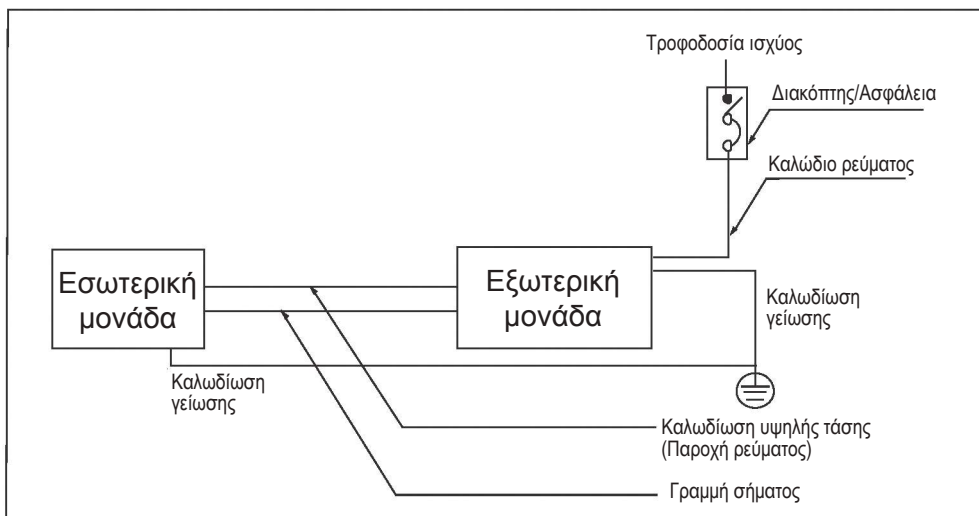 Τροφοδοσία ισχύος
Διακόπτης/Ασφάλεια
Καλώδιο ρεύματος
Εσωτερική
μονάδα
Εξωτερική
μονάδα
Καλωδίωση
γείωσης
Καλωδίωση
γείωσης
Καλωδίωση υψηλής τάσης
(Παροχή ρεύματος)
Γραμμή σήματος